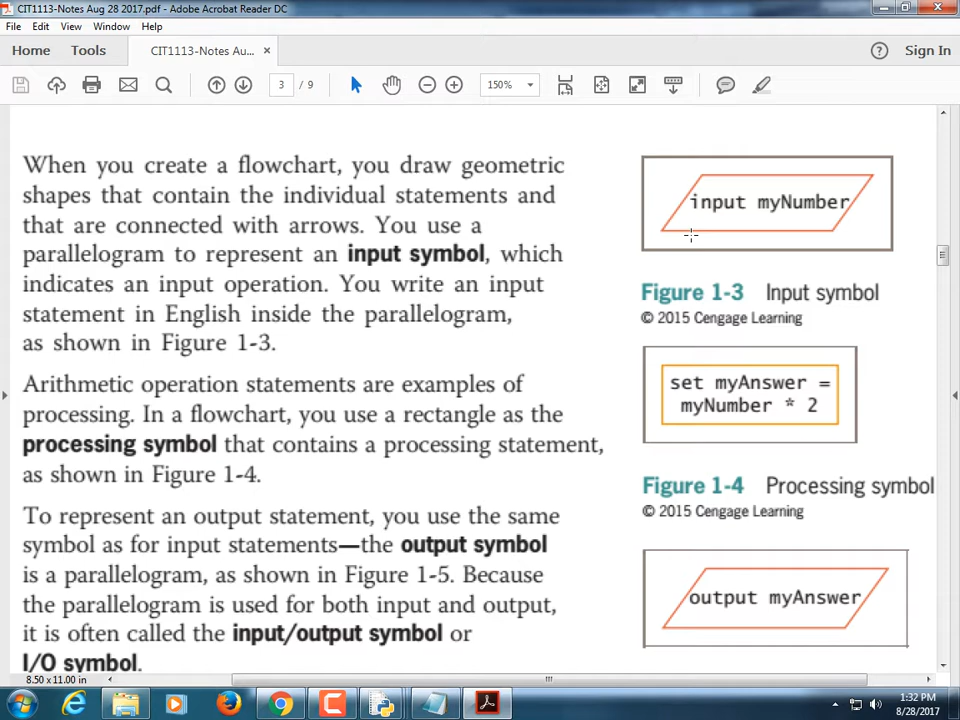 CIT1113-Notes Aug 28 2017.pdf - Adobe Acrobat Reader DC
File Edit View Window Help
Home Tools CIT1113-Notes Au... × ? Sign In
3 / 9 150%
When you create a flowchart, you draw geometric
shapes that contain the individual statements and
that are connected with arrows. You use a
parallelogram to represent an input symbol, which
indicates an input operation. You write an input
statement in English inside the parallelogram,
as shown in Figure 1-3.
Arithmetic operation statements are examples of
processing. In a flowchart, you use a rectangle as the
processing symbol that contains a processing statement,
as shown in Figure 1-4.
To represent an output statement, you use the same
symbol as for input statements—the output symbol
is a parallelogram, as shown in Figure 1-5. Because
the parallelogram is used for both input and output,
it is often called the input/output symbol or
I/O symbol.
input myNumber
Figure 1-3 Input symbol
© 2015 Cengage Learning
set myAnswer =
myNumber * 2
Figure 1-4 Processing symbol
© 2015 Cengage Learning
output myAnswer
8.50 x 11.00 in
1:32 PM
8/28/2017